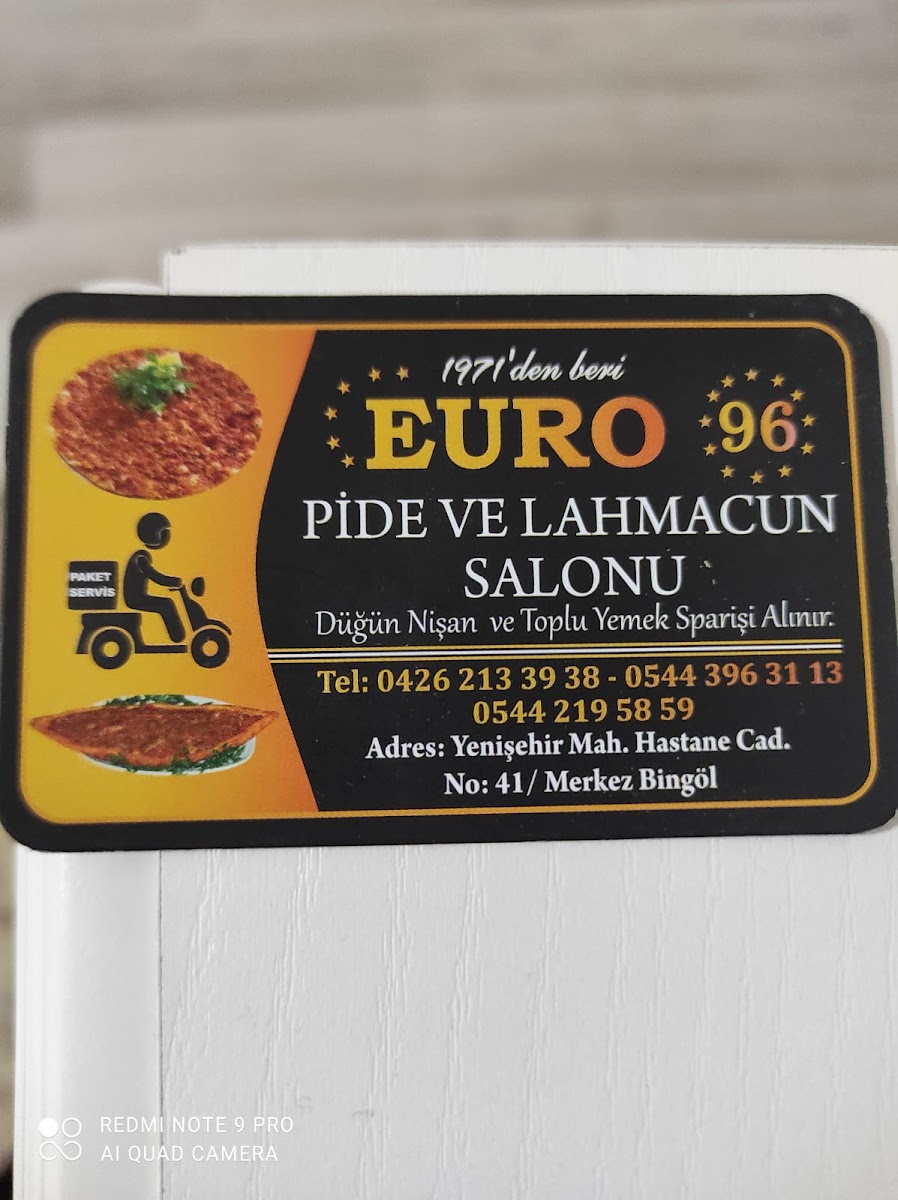 1971'den beri
EURO 96
PİDE VE LAHMACUN
SALONU
Düğün Nişan ve Toplu Yemek Sparişi Alınır.
Tel: 0426 213 39 38 - 0544 396 31 13
0544 219 58 59
Adres: Yenişehir Mah. Hastane Cad.
No: 41/ Merkez Bingöl
PAKET
SERVİS
REDMI NOTE 9 PRO
AI QUAD CAMERA